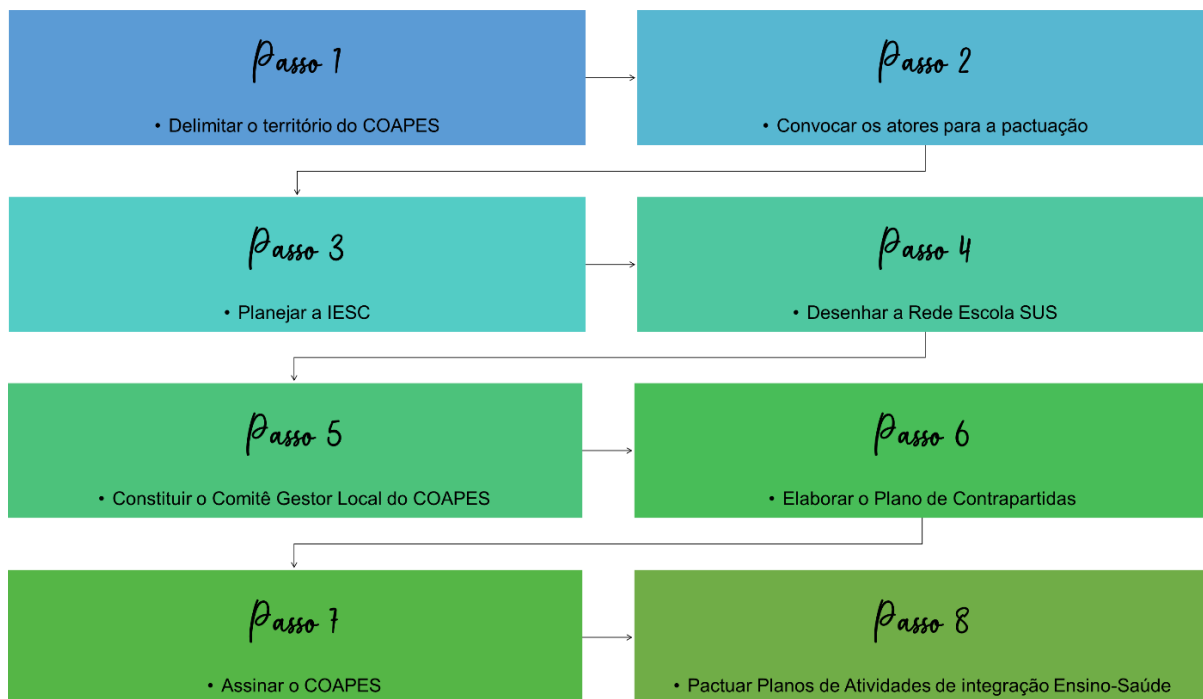 Passo 1
• Delimitar o território do COAPES
Passo 2
• Convocar os atores para a pactuação
Passo 3
• Planejar a IESC
Passo 4
• Desenhar a Rede Escola SUS
Passo 5
• Constituir o Comitê Gestor Local do COAPES
Passo 6
• Elaborar o Plano de Contrapartidas
Passo 7
• Assinar o COAPES
Passo 8
• Pactuar Planos de Atividades de integração Ensino-Saúde